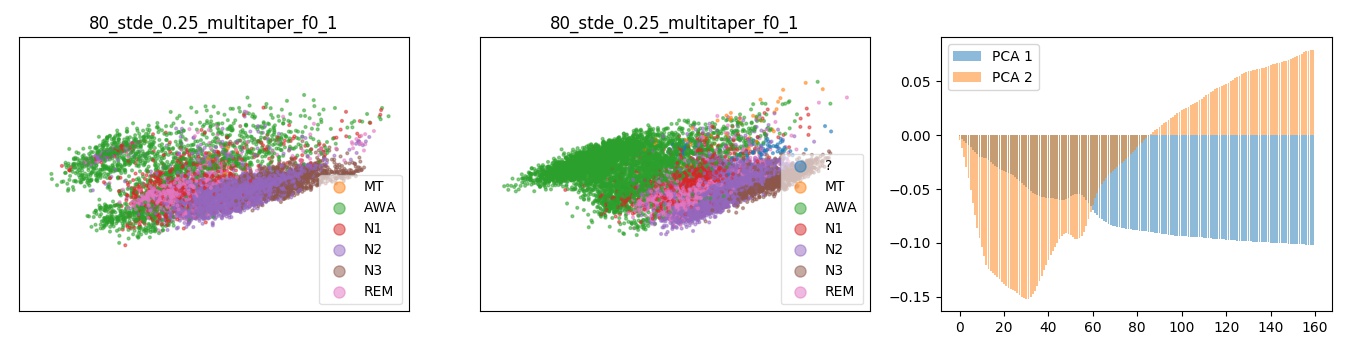 80_stde_0.25_multitaper_f0_1
MT
AWA
N1
N2
N3
REM
80_stde_0.25_multitaper_f0_1
?
MT
AWA
N1
N2
N3
REM
PCA 1
PCA 2
0.05
0.00
−0.05
−0.10
−0.15
0 20 40 60 80 100 120 140 160